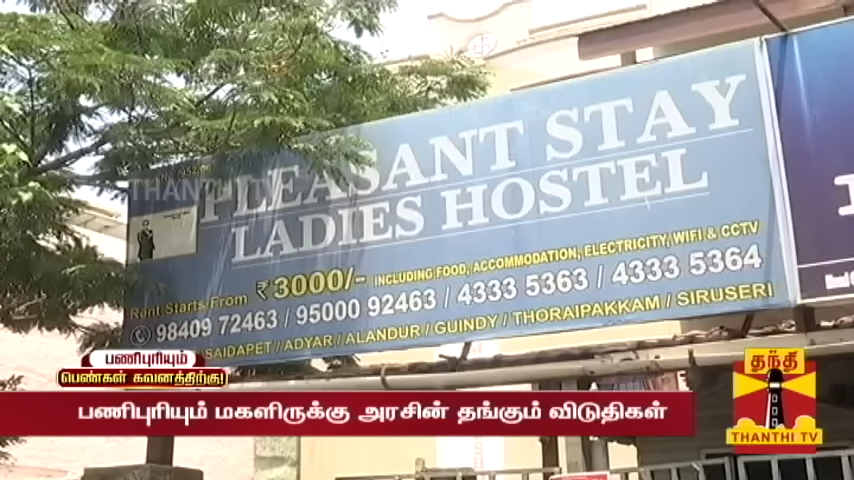 PLEASANT STAY
LADIES HOSTEL
Rent Starts From ₹ 3000/- INCLUDING FOOD, ACCOMMODATION, ELECTRICITY, WIFI & CCTV
98409 72463 / 95000 92463 / 4333 5363 / 4333 5364
SAIDAPET / ADYAR / ALANDUR / GUINDY / THORAIPAKKAM / SIRUSERI
THANTHI TV
பணிபுரியும்
பெண்கள் கவனத்திற்கு!
பணிபுரியும் மகளிருக்கு அரசின் தங்கும் விடுதிகள்
தந்தி
THANTHI TV